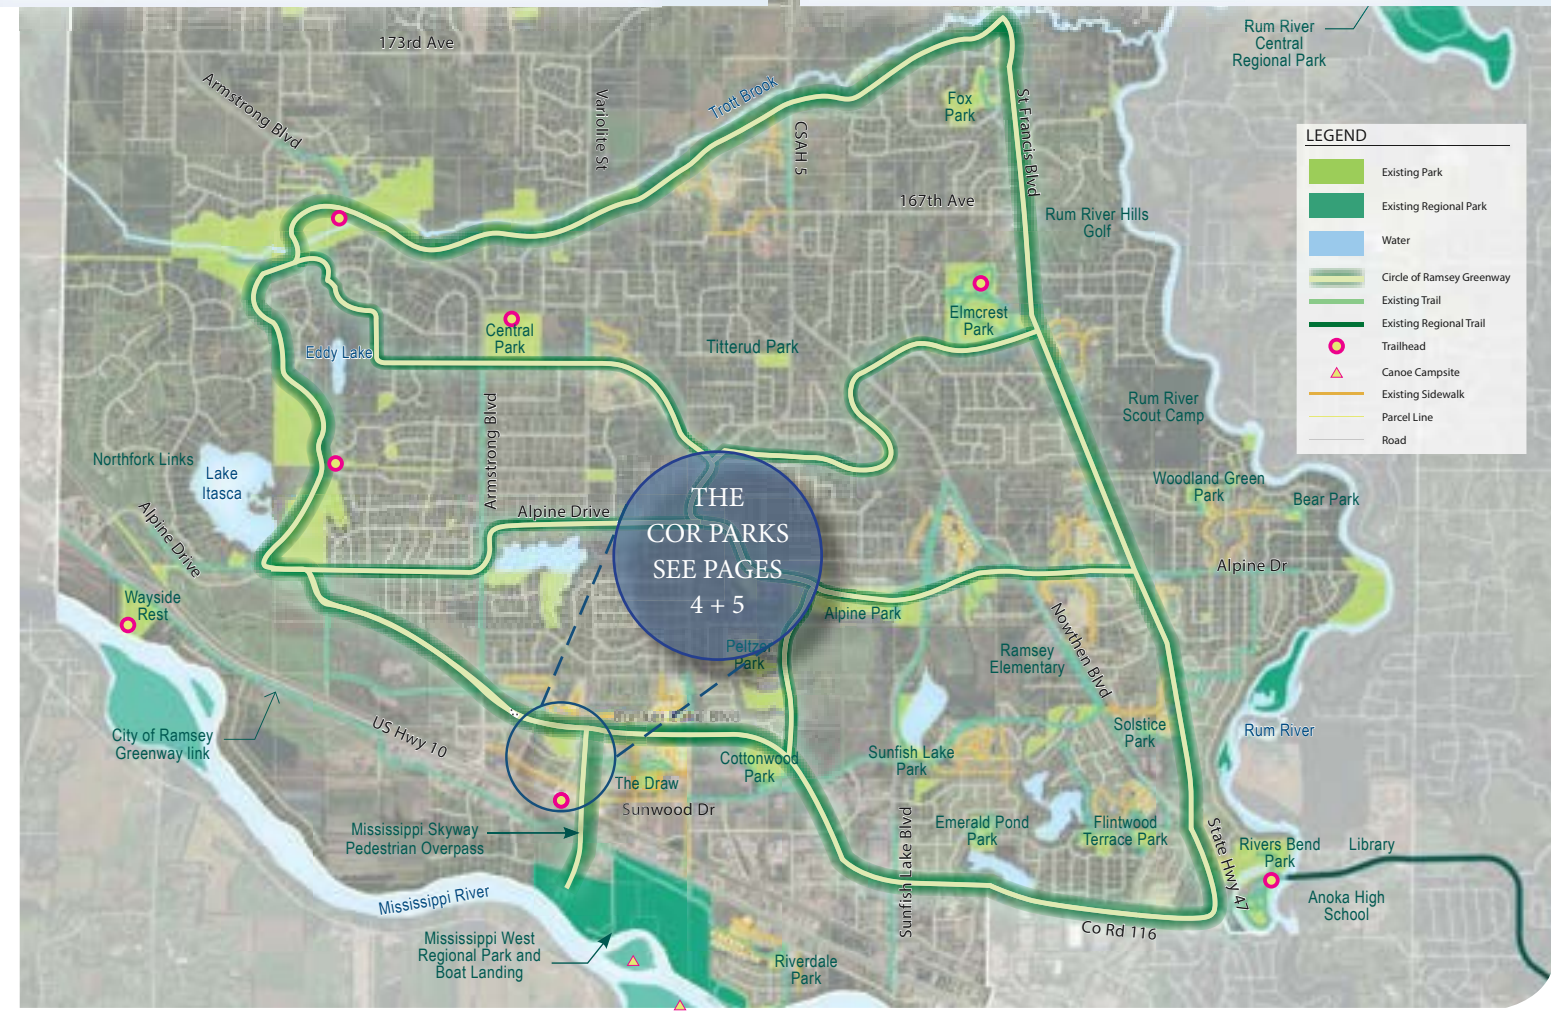 173rd Ave
Armstrong Blvd
Variolite St
Trott Brook
CSAH 5
Fox
Park
St Francis Blvd
Rum River
Central
Regional Park
167th Ave
Rum River Hills
Golf
LEGEND
Existing Park
Existing Regional Park
Water
Circle of Ramsey Greenway
Existing Trail
Existing Regional Trail
Trailhead
Canoe Campsite
Existing Sidewalk
Parcel Line
Road
Central
Park
Elmcrest
Park
Eddy Lake
Titterud Park
Rum River
Scout Camp
Armstrong Blvd
Northfork Links
Lake
Itasca
Alpine Drive
Alpine Drive
THE
COR PARKS
SEE PAGES
4 + 5
Woodland Green
Park
Bear Park
Alpine Dr
Wayside
Rest
Alpine Park
Peltzer
Park
Nowthen Blvd
Ramsey
Elementary
City of Ramsey
Greenway link
US Hwy 10
Solstice
Park
Rum River
Cottonwood
Park
Sunfish Lake
Park
The Draw
Sunwood Dr
Mississippi Skyway
Pedestrian Overpass
Sunfish Lake Blvd
Emerald Pond
Park
Flintwood
Terrace Park
State Hwy 47
Rivers Bend
Park
Library
Anoka High
School
Mississippi River
Co Rd 116
Mississippi West
Regional Park and
Boat Landing
Riverdale
Park